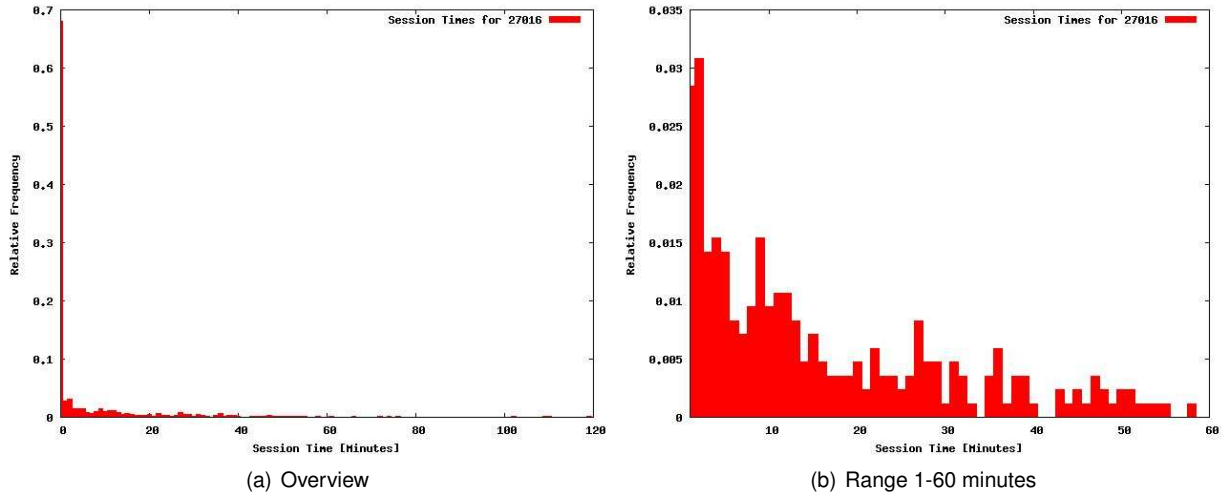 0.7
Session Times for 27016
0.6
0.5
0.4
0.3
0.2
0.1
0
Relative Frequency
0 20 40 60 80 100 120
Session Time [Minutes]
(a) Overview
0.035
Session Times for 27016
0.03
0.025
0.02
0.015
0.01
0.005
0
Relative Frequency
10 20 30 40 50 60
Session Time [Minutes]
(b) Range 1-60 minutes